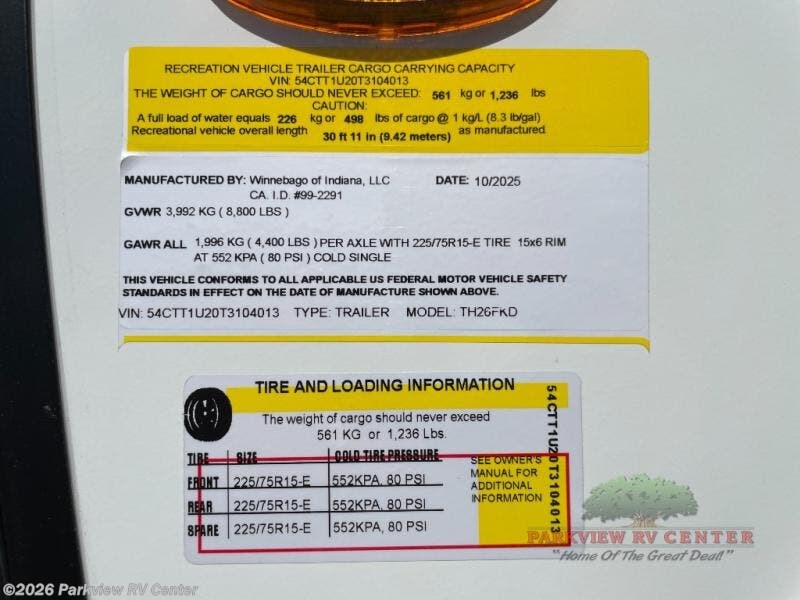 RECREATION VEHICLE TRAILER CARGO CARRYING CAPACITY
VIN: 54CTT1U20T3104013
THE WEIGHT OF CARGO SHOULD NEVER EXCEED: 561 kg or 1,236 lbs
CAUTION:
A full load of water equals 226 kg or 498 lbs of cargo @ 1 kg/L (8.3 lb/gal)
Recreational vehicle overall length 30 ft 11 in (9.42 meters) as manufactured.
MANUFACTURED BY: Winnebago of Indiana, LLC DATE: 10/2025
CA. I.D. #99-2291
GVWR 3,992 KG ( 8,800 LBS )
GAWR ALL 1,996 KG ( 4,400 LBS ) PER AXLE WITH 225/75R15-E TIRE 15x6 RIM
AT 552 KPA ( 80 PSI ) COLD SINGLE
THIS VEHICLE CONFORMS TO ALL APPLICABLE US FEDERAL MOTOR VEHICLE SAFETY
STANDARDS IN EFFECT ON THE DATE OF MANUFACTURE SHOWN ABOVE.
VIN: 54CTT1U20T3104013 TYPE: TRAILER MODEL: TH26FKD
TIRE AND LOADING INFORMATION
The weight of cargo should never exceed
561 KG or 1,236 Lbs.
TIRE SIZE COLD TIRE PRESSURE
FRONT 225/75R15-E 552KPA, 80 PSI
REAR 225/75R15-E 552KPA, 80 PSI
SPARE 225/75R15-E 552KPA, 80 PSI
SEE OWNER'S
MANUAL FOR
ADDITIONAL
INFORMATION
54CTT1U20T3104013
PARKVIEW RV CENTER
"Home Of The Great Deal!"
©2026 Parkview RV Center